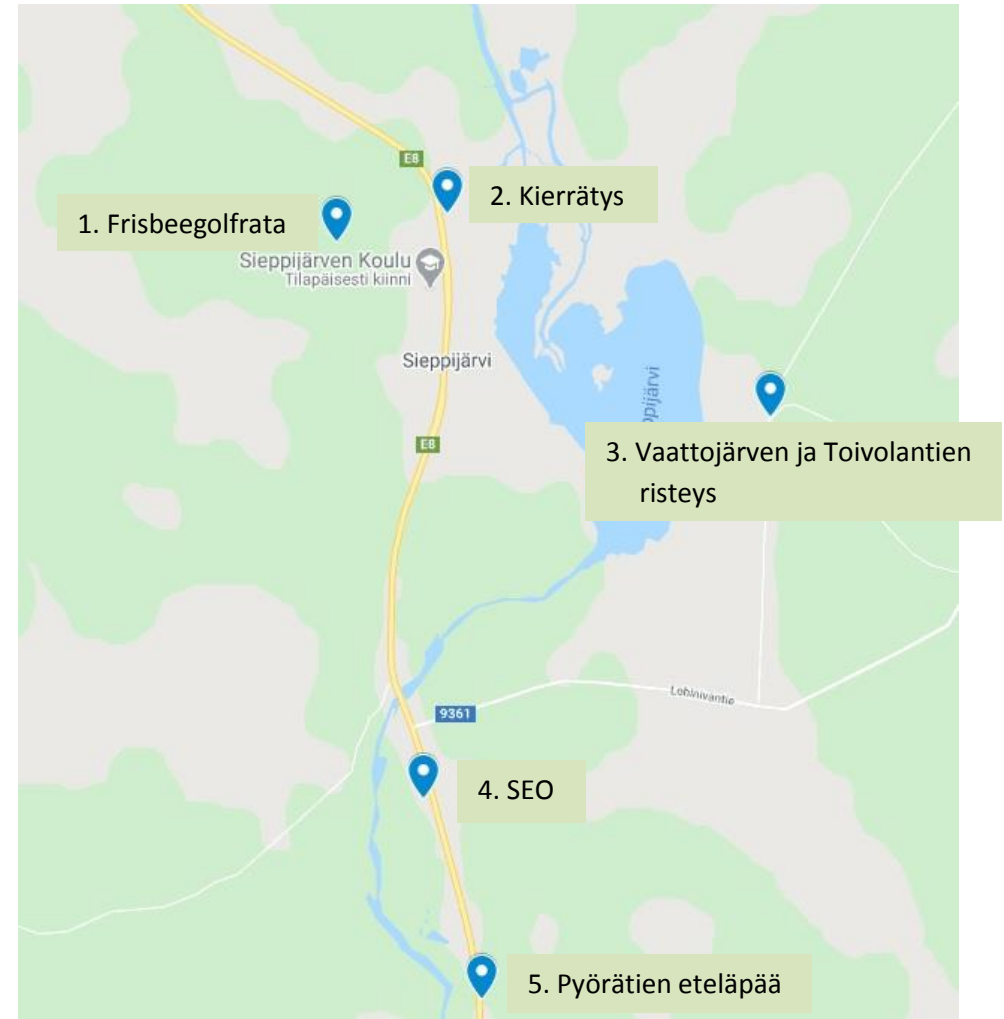 E8
2. Kierrätys
1. Frisbeegolfrata
Sieppijärven Koulu
Tilapäisesti kiinni
Sieppijärvi
ppijärvi
E8
3. Vaattojärven ja Toivolantien
risteys
Lohinivantie
9361
4. SEO
5. Pyörätien eteläpää